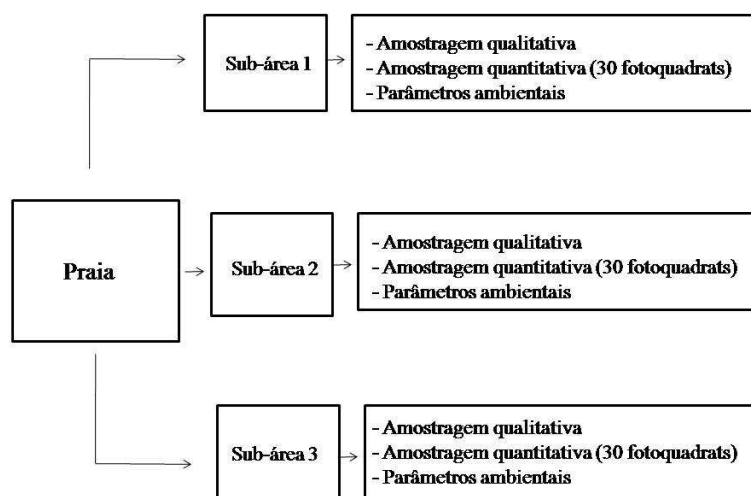 Sub-área 1
- Amostragem qualitativa
- Amostragem quantitativa (30 fotoquadrats)
- Parâmetros ambientais
Praia
Sub-área 2
- Amostragem qualitativa
- Amostragem quantitativa (30 fotoquadrats)
- Parâmetros ambientais
Sub-área 3
- Amostragem qualitativa
- Amostragem quantitativa (30 fotoquadrats)
- Parâmetros ambientais